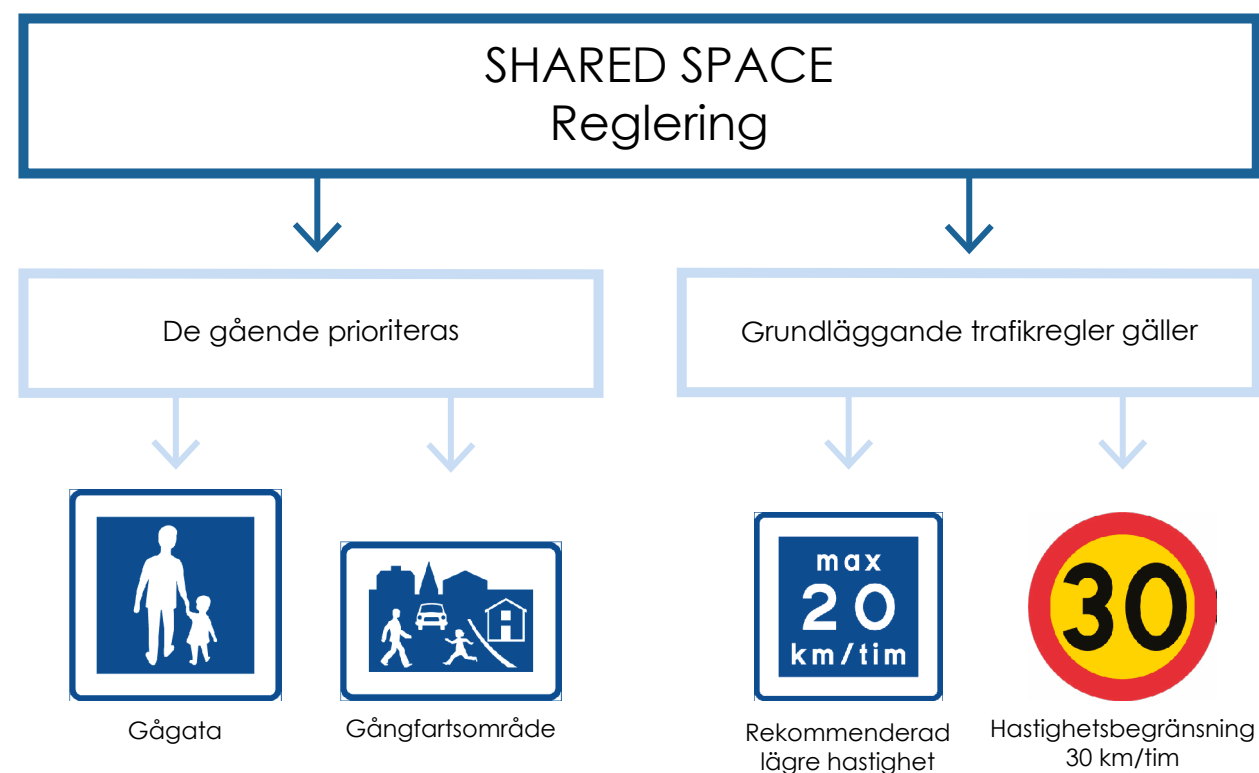 SHARED SPACE
Reglering
De gående prioriteras
Grundläggande trafikregler gäller
max
20
km/tim
30
Gågata
Gångfartsområde
Rekommenderad
lägre hastighet
Hastighetsbegränsning
30 km/tim